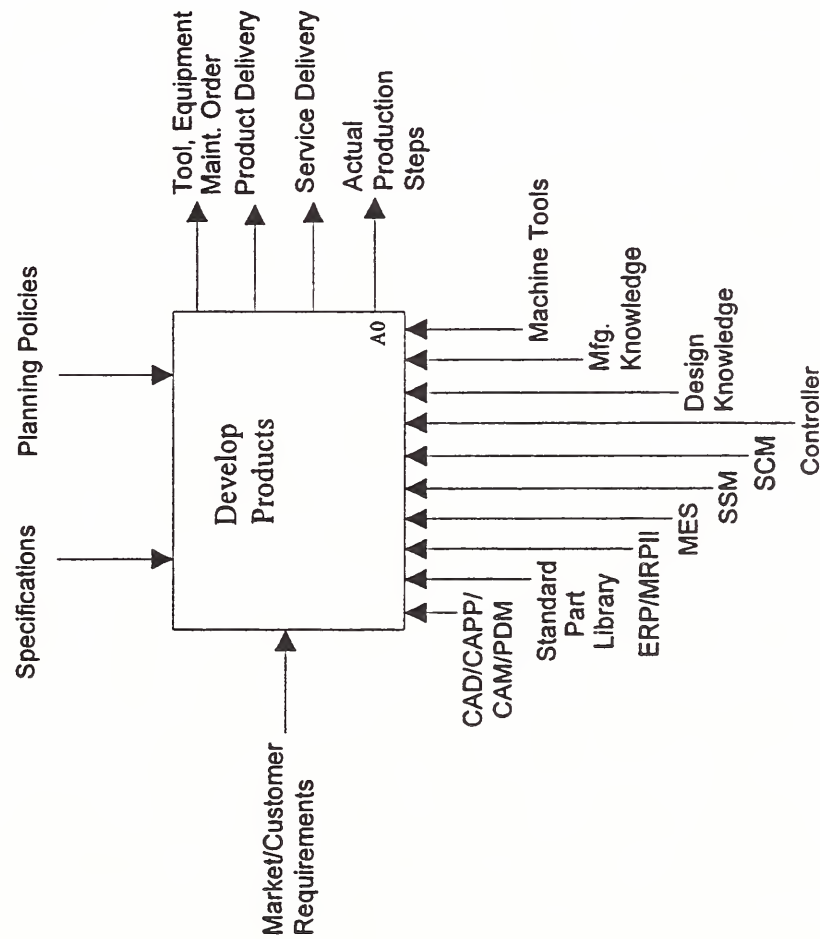 Specifications
Planning Policies
Market/Customer
Requirements
Develop
Products
A0
Tool, Equipment
Maint. Order
Product Delivery
Service Delivery
Actual
Production
Steps
CAD/CAPP/
CAM/PDM
Standard
Part
Library
ERP/MRPII
MES
SSM
SCM
Controller
Design
Knowledge
Mfg.
Knowledge
Machine Tools